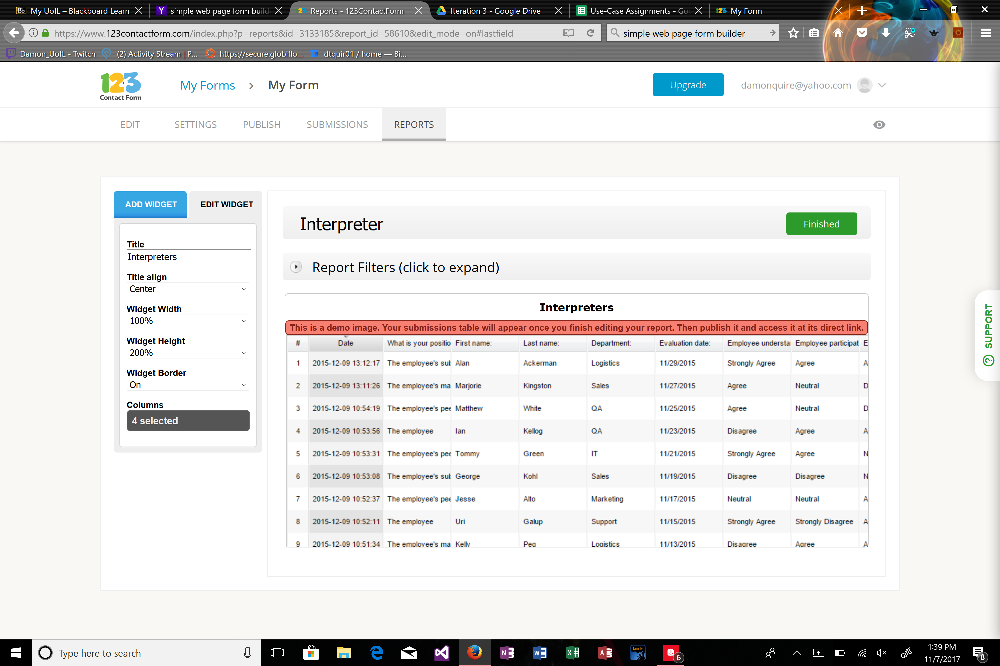 My UofL – Blackboard Learn
simple web page form build
Reports - 123ContactForm
Iteration 3 - Google Drive
Use-Case Assignments - Go
My Form
https://www.123contactform.com/index.php?p=reports&id=3133185&report_id=58610&edit_mode=on#lastfield
simple web page form builder
Damon_UofL - Twitch
(2) Activity Stream | P...
https://secure.globiflo...
dtquir01 / home — Bi...
123
Contact Form
My Forms > My Form
Upgrade
damonquire@yahoo.com
EDIT SETTINGS PUBLISH SUBMISSIONS REPORTS
ADD WIDGET
EDIT WIDGET
Title
Interpreters
Title align
Center
Widget Width
100%
Widget Height
200%
Widget Border
On
Columns
4 selected
Interpreter
Finished
Report Filters (click to expand)
Interpreters
This is a demo image. Your submissions table will appear once you finish editing your report. Then publish it and access it at its direct link.
# Date What is your positio First name: Last name: Department: Evaluation date: Employee understa Employee participat E
1 2015-12-09 13:12:17 The employee's sub Alan Ackerman Logistics 11/29/2015 Strongly Agree Agree A
2 2015-12-09 13:11:26 The employee's ma Marjorie Kingston Sales 11/27/2015 Agree Neutral D
3 2015-12-09 10:54:19 The employee's pee Matthew White QA 11/25/2015 Agree Neutral D
4 2015-12-09 10:53:56 The employee Ian Kellog QA 11/23/2015 Disagree Agree A
5 2015-12-09 10:53:31 The employee's pee Tommy Green IT 11/21/2015 Strongly Agree Agree N
6 2015-12-09 10:53:08 The employee's sub George Kohl Sales 11/19/2015 Disagree Disagree N
7 2015-12-09 10:52:37 The employee's pee Jesse Alto Marketing 11/17/2015 Neutral Neutral A
8 2015-12-09 10:52:11 The employee Uri Galup Support 11/15/2015 Strongly Agree Strongly Disagree A
9 2015-12-09 10:51:34 The employee's ma Kelly Peg Logistics 11/13/2015 Disagree Agree A
SUPPORT
Type here to search
kindle
6
1:39 PM
11/7/2017
8